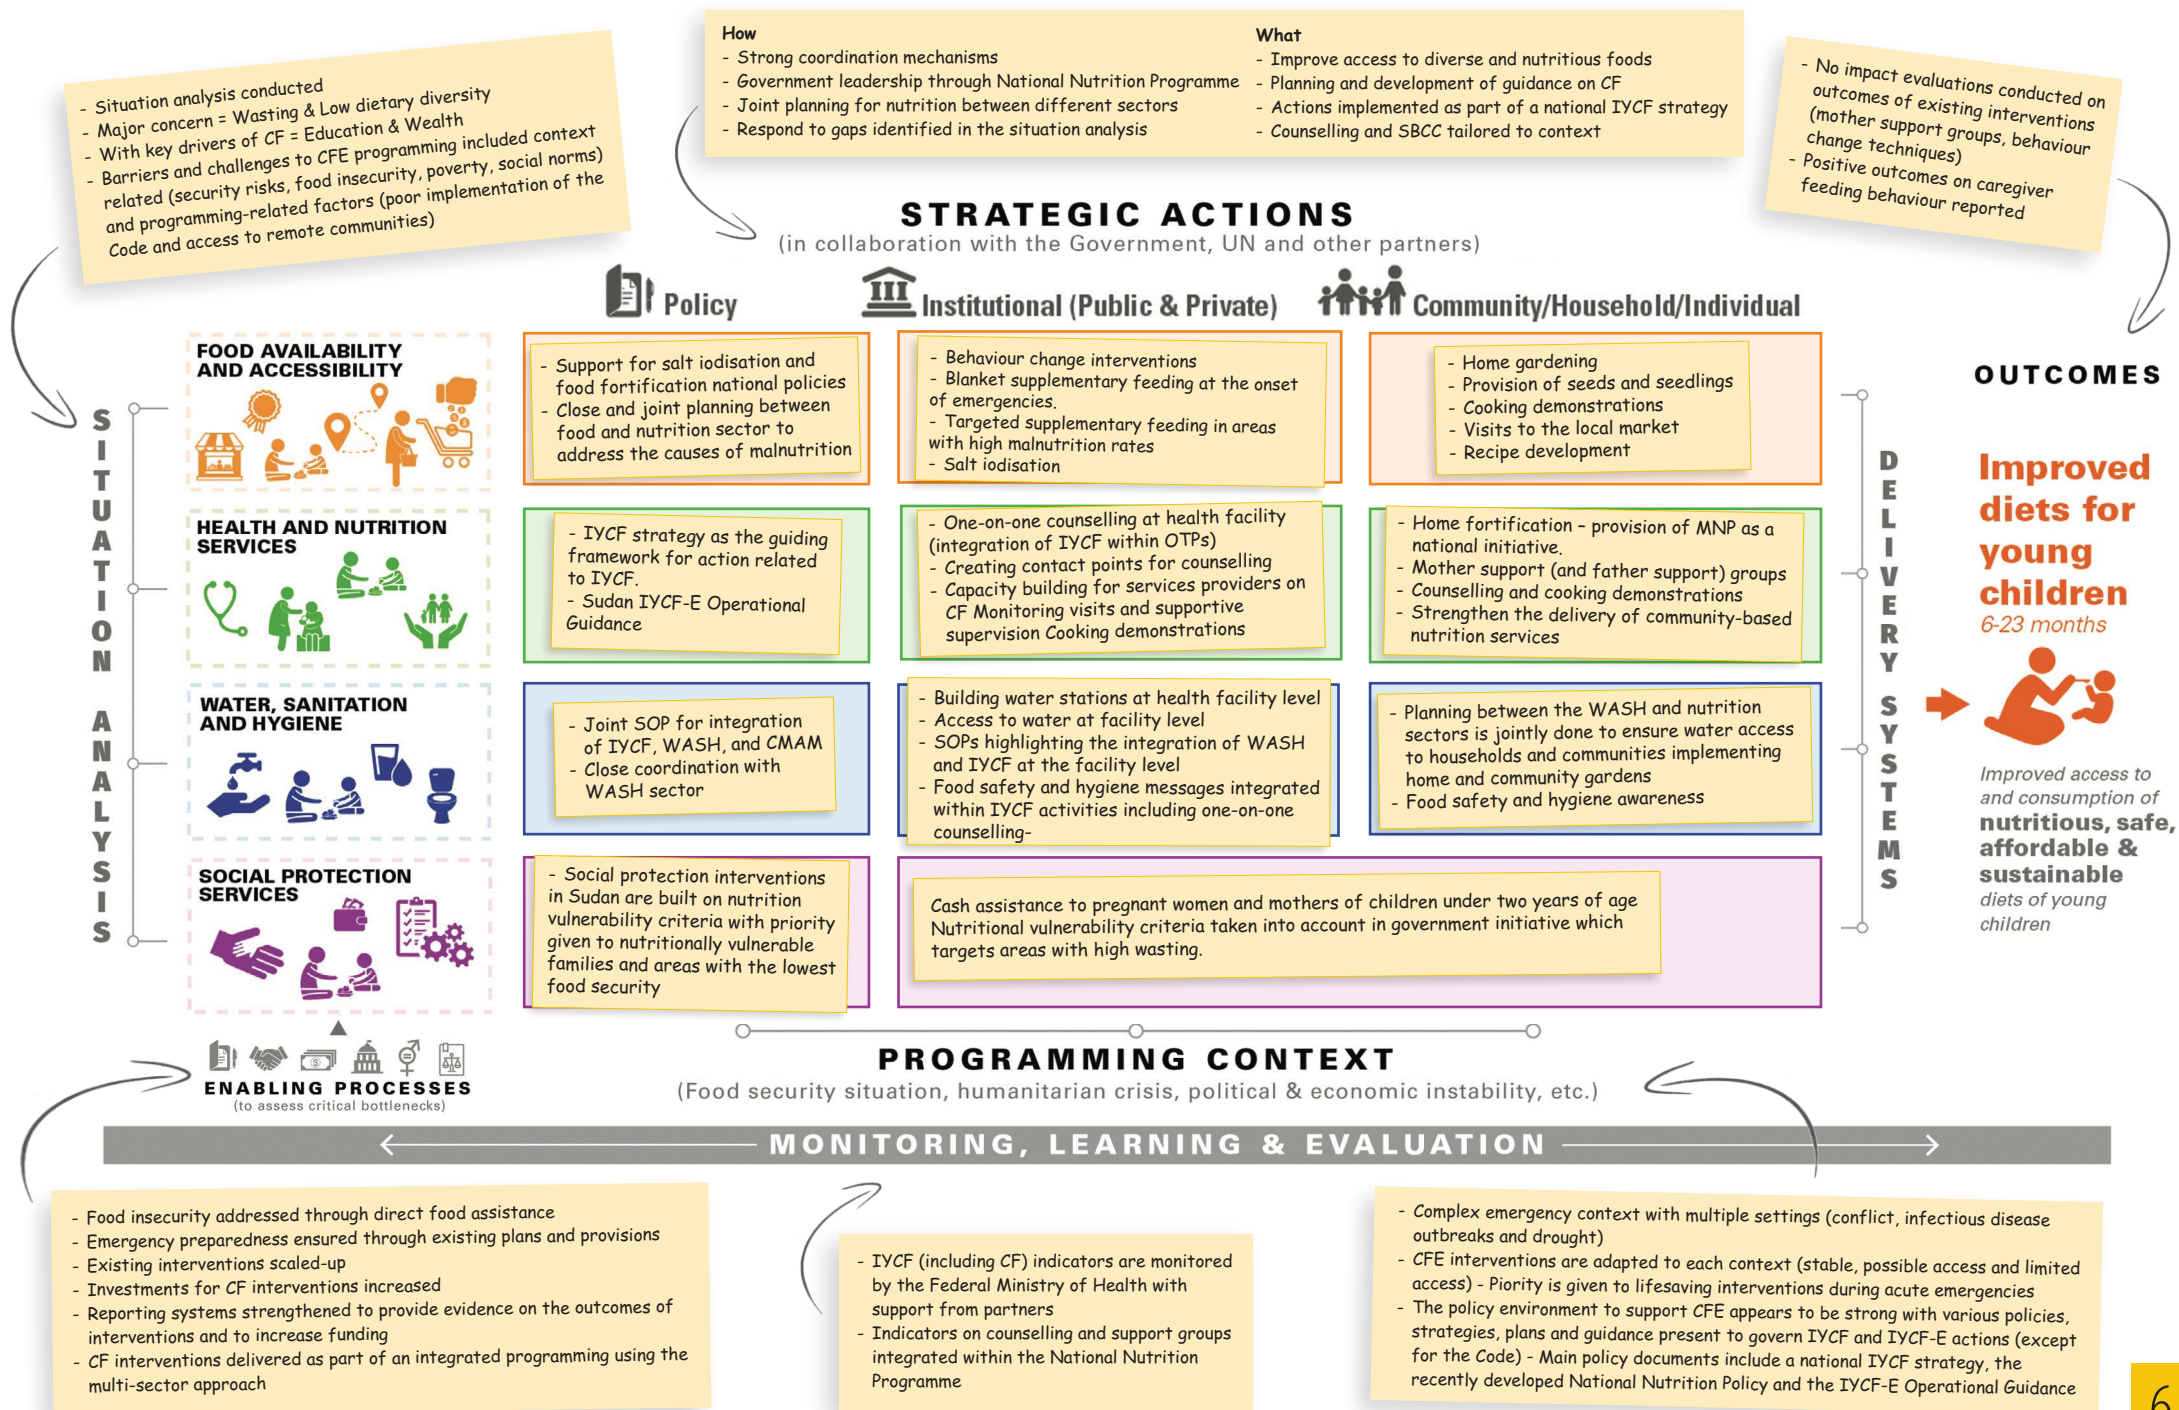 - Situation analysis conducted
- Major concern = Wasting & Low dietary diversity
- With key drivers of CF = Education & Wealth
- Barriers and challenges to CFE programming included context
related (security risks, food insecurity, poverty, social norms)
and programming-related factors (poor implementation of the
Code and access to remote communities)
How
- Strong coordination mechanisms
- Government leadership through National Nutrition Programme
- Joint planning for nutrition between different sectors
- Respond to gaps identified in the situation analysis
What
- Improve access to diverse and nutritious foods
- Planning and development of guidance on CF
- Actions implemented as part of a national IYCF strategy
- Counselling and SBCC tailored to context
- No impact evaluations conducted on
outcomes of existing interventions
(mother support groups, behaviour
change techniques)
- Positive outcomes on caregiver
feeding behaviour reported
STRATEGIC ACTIONS
(in collaboration with the Government, UN and other partners)
Policy
Institutional (Public & Private)
Community/Household/Individual
SITUATION ANALYSIS
FOOD AVAILABILITY
AND ACCESSIBILITY
- Support for salt iodisation and
food fortification national policies
- Close and joint planning between
food and nutrition sector to
address the causes of malnutrition
- Behaviour change interventions
- Blanket supplementary feeding at the onset
of emergencies.
- Targeted supplementary feeding in areas
with high malnutrition rates
- Salt iodisation
- Home gardening
- Provision of seeds and seedlings
- Cooking demonstrations
- Visits to the local market
- Recipe development
HEALTH AND NUTRITION
SERVICES
- IYCF strategy as the guiding
framework for action related
to IYCF.
- Sudan IYCF-E Operational
Guidance
- One-on-one counselling at health facility
(integration of IYCF within OTPs)
- Creating contact points for counselling
- Capacity building for services providers on
CF Monitoring visits and supportive
supervision Cooking demonstrations
- Home fortification – provision of MNP as a
national initiative.
- Mother support (and father support) groups
- Counselling and cooking demonstrations
- Strengthen the delivery of community-based
nutrition services
WATER, SANITATION
AND HYGIENE
- Joint SOP for integration
of IYCF, WASH, and CMAM
- Close coordination with
WASH sector
- Building water stations at health facility level
- Access to water at facility level
- SOPs highlighting the integration of WASH
and IYCF at the facility level
- Food safety and hygiene messages integrated
within IYCF activities including one-on-one
counselling-
- Planning between the WASH and nutrition
sectors is jointly done to ensure water access
to households and communities implementing
home and community gardens
- Food safety and hygiene awareness
SOCIAL PROTECTION
SERVICES
- Social protection interventions
in Sudan are built on nutrition
vulnerability criteria with priority
given to nutritionally vulnerable
families and areas with the lowest
food security
Cash assistance to pregnant women and mothers of children under two years of age
Nutritional vulnerability criteria taken into account in government initiative which
targets areas with high wasting.
DELIVERY SYSTEMS
OUTCOMES
Improved
diets for
young
children
6-23 months
Improved access to
and consumption of
nutritious, safe,
affordable &
sustainable
diets of young
children
ENABLING PROCESSES
(to assess critical bottlenecks)
PROGRAMMING CONTEXT
(Food security situation, humanitarian crisis, political & economic instability, etc.)
MONITORING, LEARNING & EVALUATION
- Food insecurity addressed through direct food assistance
- Emergency preparedness ensured through existing plans and provisions
- Existing interventions scaled-up
- Investments for CF interventions increased
- Reporting systems strengthened to provide evidence on the outcomes of
interventions and to increase funding
- CF interventions delivered as part of an integrated programming using the
multi-sector approach
- IYCF (including CF) indicators are monitored
by the Federal Ministry of Health with
support from partners
- Indicators on counselling and support groups
integrated within the National Nutrition
Programme
- Complex emergency context with multiple settings (conflict, infectious disease
outbreaks and drought)
- CFE interventions are adapted to each context (stable, possible access and limited
access) - Piority is given to lifesaving interventions during acute emergencies
- The policy environment to support CFE appears to be strong with various policies,
strategies, plans and guidance present to govern IYCF and IYCF-E actions (except
for the Code) - Main policy documents include a national IYCF strategy, the
recently developed National Nutrition Policy and the IYCF-E Operational Guidance
6